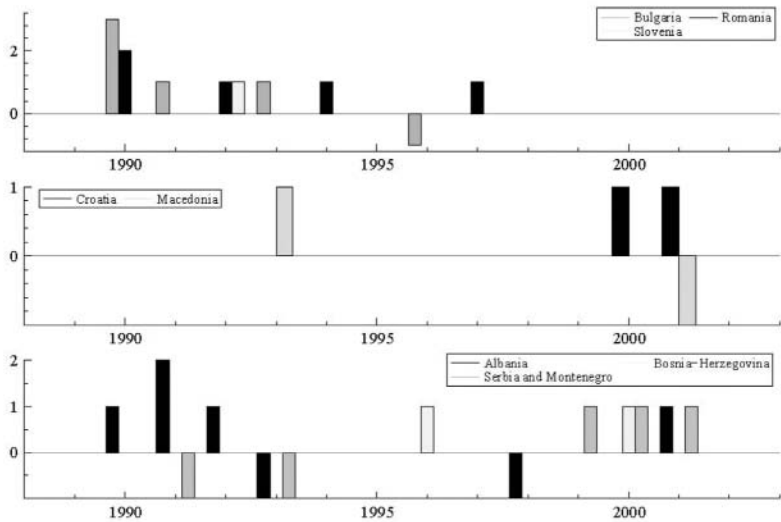 Bulgaria Romania
Slovenia
2
0
1990 1995 2000
1
Croatia Macedonia
0
1990 1995 2000
2
Albania Bosnia-Herzegovina
Serbia and Montenegro
1
0
1990 1995 2000